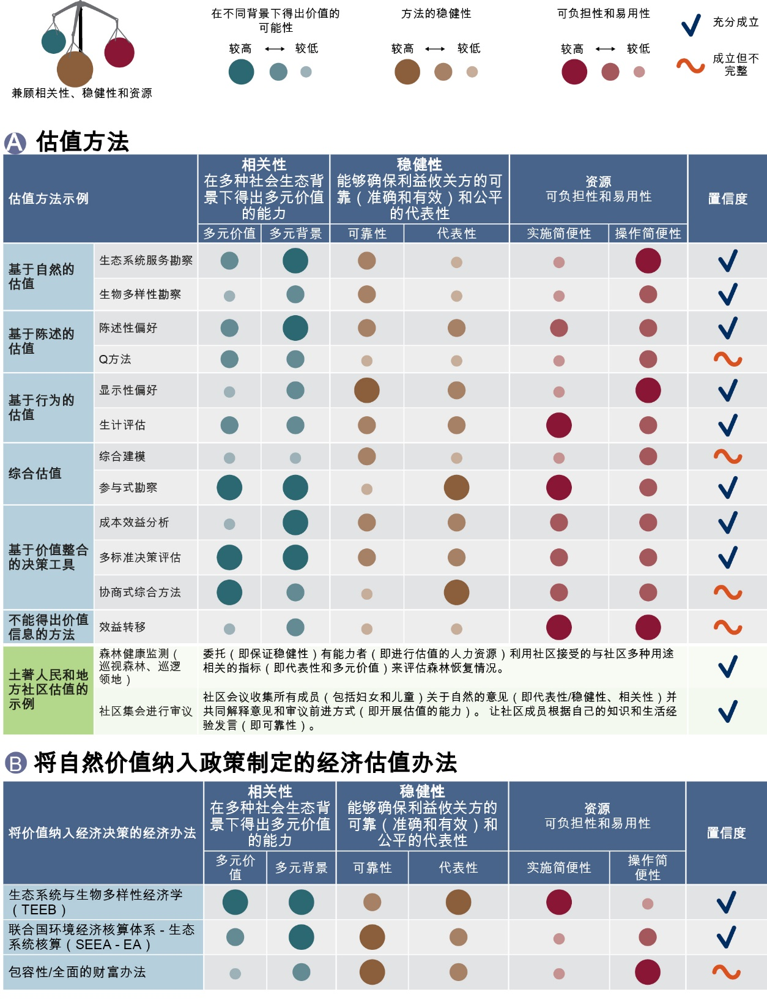 在不同背景下得出价值的
可能性
较高 较低
方法的稳健性
较高 较低
可负担性和易用性
较高 较低
充分成立
成立但不
完整
兼顾相关性、稳健性和资源
A 估值方法
估值方法示例
相关性
在多种社会生态背
景下得出多元价值
的能力
稳健性
能够确保利益攸关方的可
靠（准确和有效）和公平
的代表性
资源
可负担性和易用性
置信度
多元价值 多元背景 可靠性 代表性 实施简便性 操作简便性
基于自然的
估值
生态系统服务勘察
生物多样性勘察
基于陈述的
估值
陈述性偏好
Q方法
基于行为的
估值
显示性偏好
生计评估
综合估值
综合建模
参与式勘察
基于价值整合
的决策工具
成本效益分析
多标准决策评估
协商式综合方法
不能得出价值
信息的方法
效益转移
土著人民和地
方社区估值的
示例
森林健康监测（
巡视森林、巡逻
领地）
委托（即保证稳健性）有能力者（即进行估值的人力资源）利用社区接受的与社区多种用途
相关的指标（即代表性和多元价值）来评估森林恢复情况。
社区集会进行审议
社区会议收集所有成员（包括妇女和儿童）关于自然的意见（即代表性/稳健性、相关性）并
共同解释意见和审议前进方式（即开展估值的能力）。 让社区成员根据自己的知识和生活经
验发言（即可靠性）。
B 将自然价值纳入政策制定的经济估值办法
将价值纳入经济决策的经济办法
相关性
在多种社会生态背
景下得出多元价值
的能力
稳健性
能够确保利益攸关方的
可靠（准确和有效）和
公平的代表性
资源
可负担性和易用性
置信度
多元价
值
多元背景 可靠性 代表性 实施简便性
操作简
便性
生态系统与生物多样性经济学
（TEEB）
联合国环境经济核算体系 - 生态
系统核算（SEEA - EA）
包容性/全面的财富办法